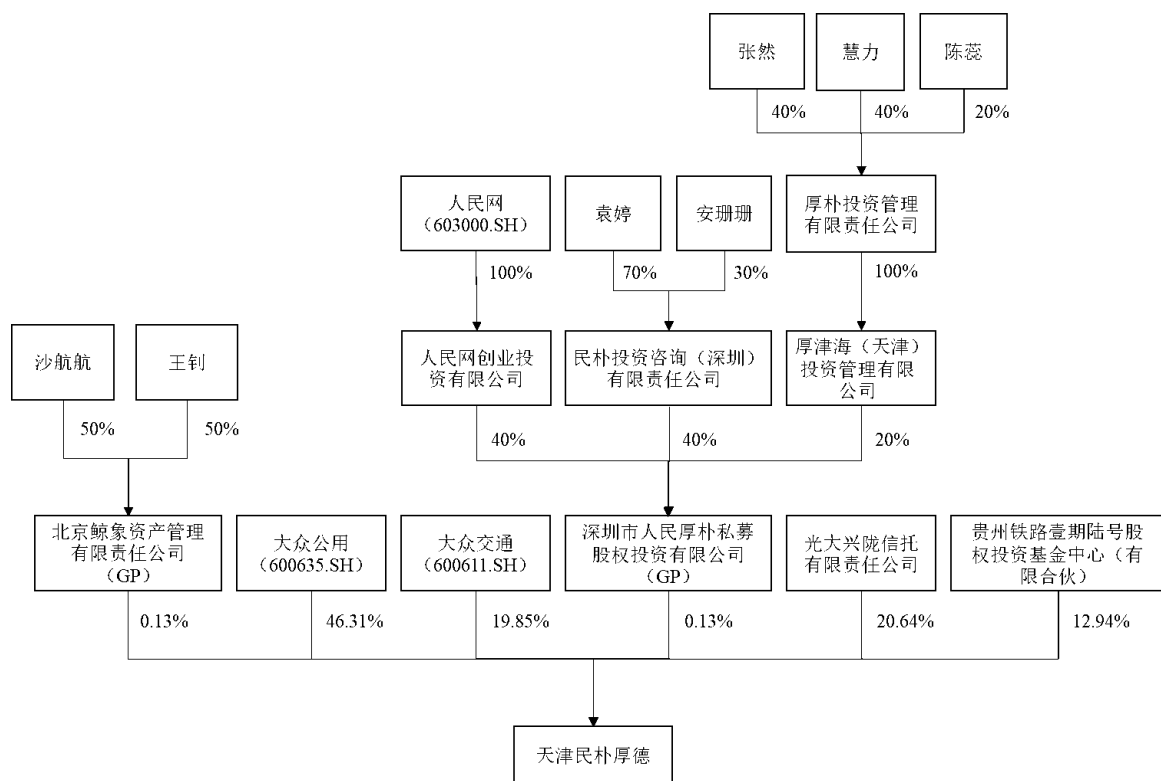 张然
慧力
陈蕊
40%
40%
20%
人民网
（603000.SH）
袁婷
安珊珊
厚朴投资管理
有限责任公司
100%
70%
30%
100%
沙航航
王钊
人民网创业投
资有限公司
民朴投资咨询（深圳）
有限责任公司
厚津海（天津）
投资管理有限
公司
50%
50%
40%
40%
20%
北京鲸象资产管理
有限责任公司
（GP）
大众公用
（600635.SH）
大众交通
（600611.SH）
深圳市人民厚朴私募
股权投资有限公司
（GP）
光大兴陇信托
有限责任公司
贵州铁路壹期陆号股
权投资基金中心（有
限合伙）
0.13%
46.31%
19.85%
0.13%
20.64%
12.94%
天津民朴厚德